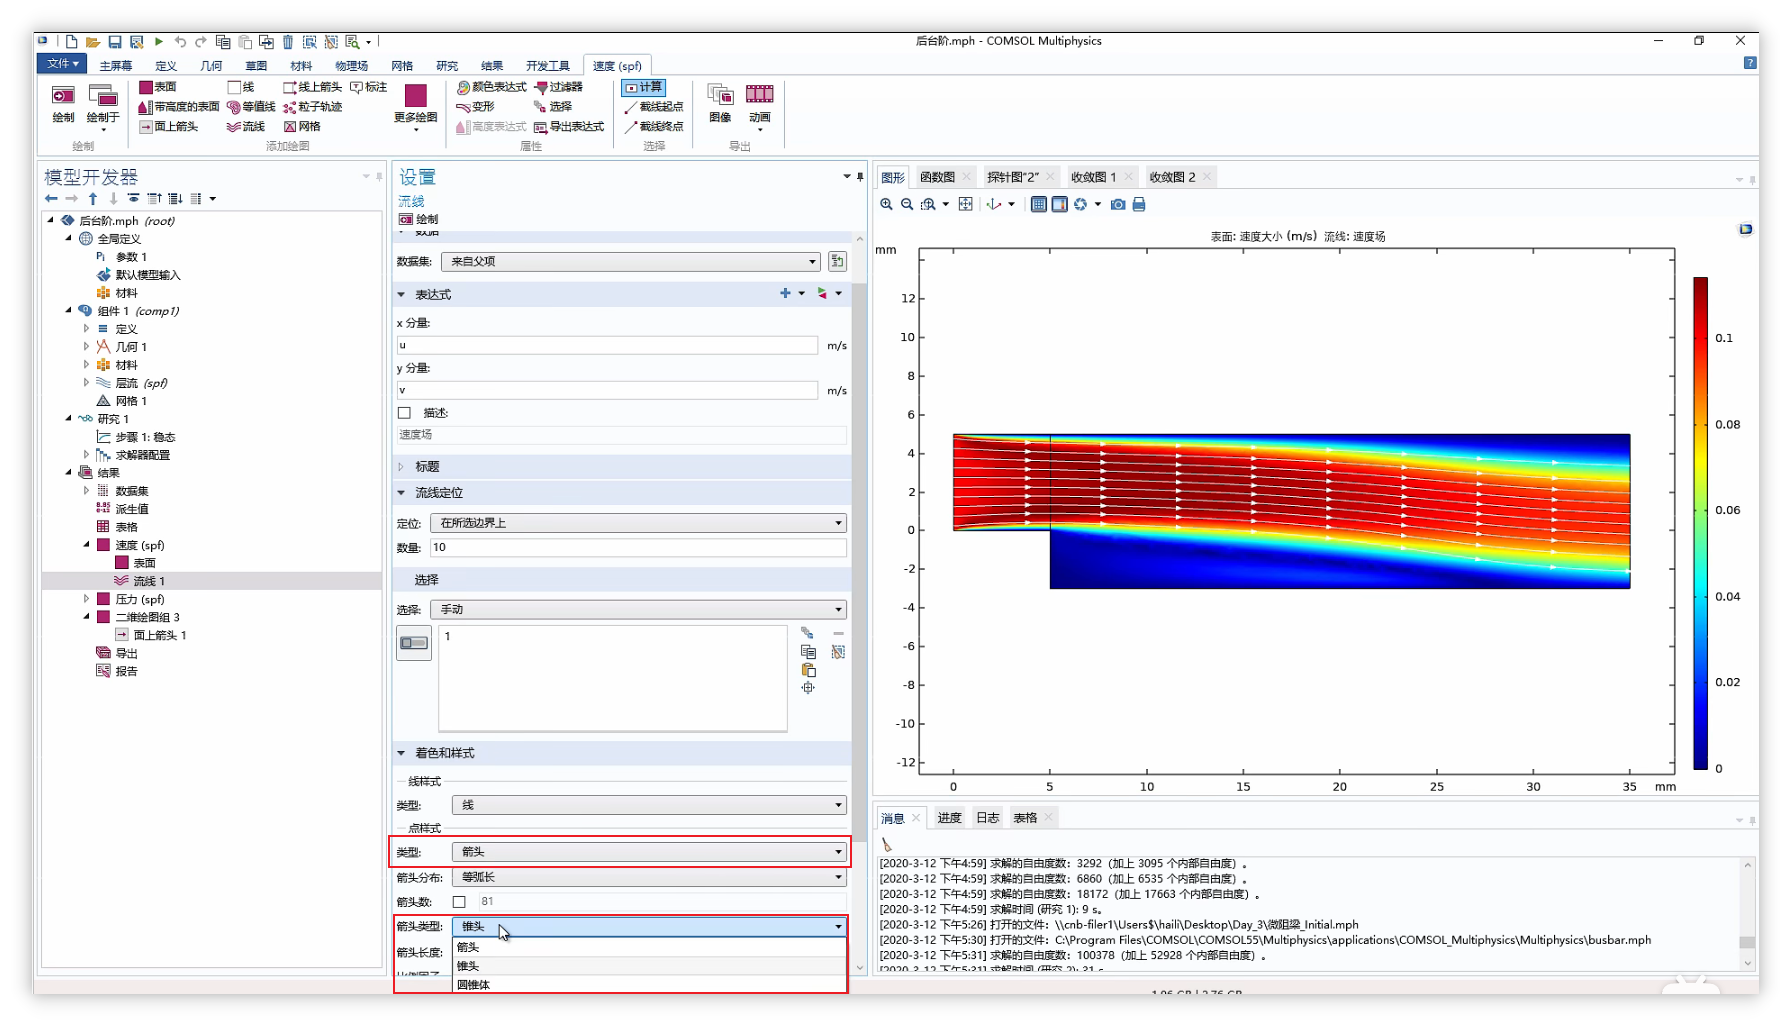 后台阶.mph - COMSOL Multiphysics
文件
主屏幕
定义
几何
草图
材料
物理场
网格
研究
结果
开发工具
速度 (spf)
绘制
绘制于
绘制
表面
线
线上箭头
标注
带高度的表面
等值线
粒子轨迹
面上箭头
流线
网格
添加绘图
更多绘图
颜色表达式
过滤器
变形
选择
高度表达式
导出表达式
属性
计算
截线起点
截线终点
选择
图像
动画
导出
模型开发器
后台阶.mph (root)
全局定义
Pi 参数 1
默认模型输入
材料
组件 1 (comp1)
定义
几何 1
材料
层流 (spf)
网格 1
研究 1
步骤 1: 稳态
求解器配置
结果
数据集
派生值
表格
速度 (spf)
表面
流线 1
压力 (spf)
二维绘图组 3
面上箭头 1
导出
报告
设置
流线
绘制
数据
数据集: 来自父项
表达式
x 分量:
u m/s
y 分量:
v m/s
描述:
速度场
标题
流线定位
定位: 在所选边界上
数量: 10
选择
选择: 手动
1
着色和样式
线样式
类型: 线
点样式
类型: 箭头
箭头分布: 等弧长
箭头数: 81
箭头类型: 锥头
箭头
箭头长度: 锥头
比例因子
圆锥体
图形
函数图
探针图"2"
收敛图 1
收敛图 2
表面: 速度大小 (m/s) 流线: 速度场
mm
12
10
8
6
4
2
0
-2
-4
-6
-8
-10
-12
0 5 10 15 20 25 30 35 mm
0.1
0.08
0.06
0.04
0.02
0
消息
进度
日志
表格
[2020-3-12 下午4:59] 求解的自由度数: 3292 (加上 3095 个内部自由度) 。
[2020-3-12 下午4:59] 求解的自由度数: 6860 (加上 6535 个内部自由度) 。
[2020-3-12 下午4:59] 求解的自由度数: 18172 (加上 17663 个内部自由度) 。
[2020-3-12 下午4:59] 求解时间 (研究 1): 9 s。
[2020-3-12 下午5:26] 打开的文件: \\cnb-filer1\Users$\haili\Desktop\Day_3\微阻梁_Initial.mph
[2020-3-12 下午5:30] 打开的文件: C:\Program Files\COMSOL\COMSOL55\Multiphysics\applications\COMSOL_Multiphysics\Multiphysics\busbar.mph
[2020-3-12 下午5:31] 求解的自由度数: 100378 (加上 52928 个内部自由度) 。
[2020-3-12 下午5:31] 求解时间 (研究 2): 31 s
1.96 GB | 2.76 GB